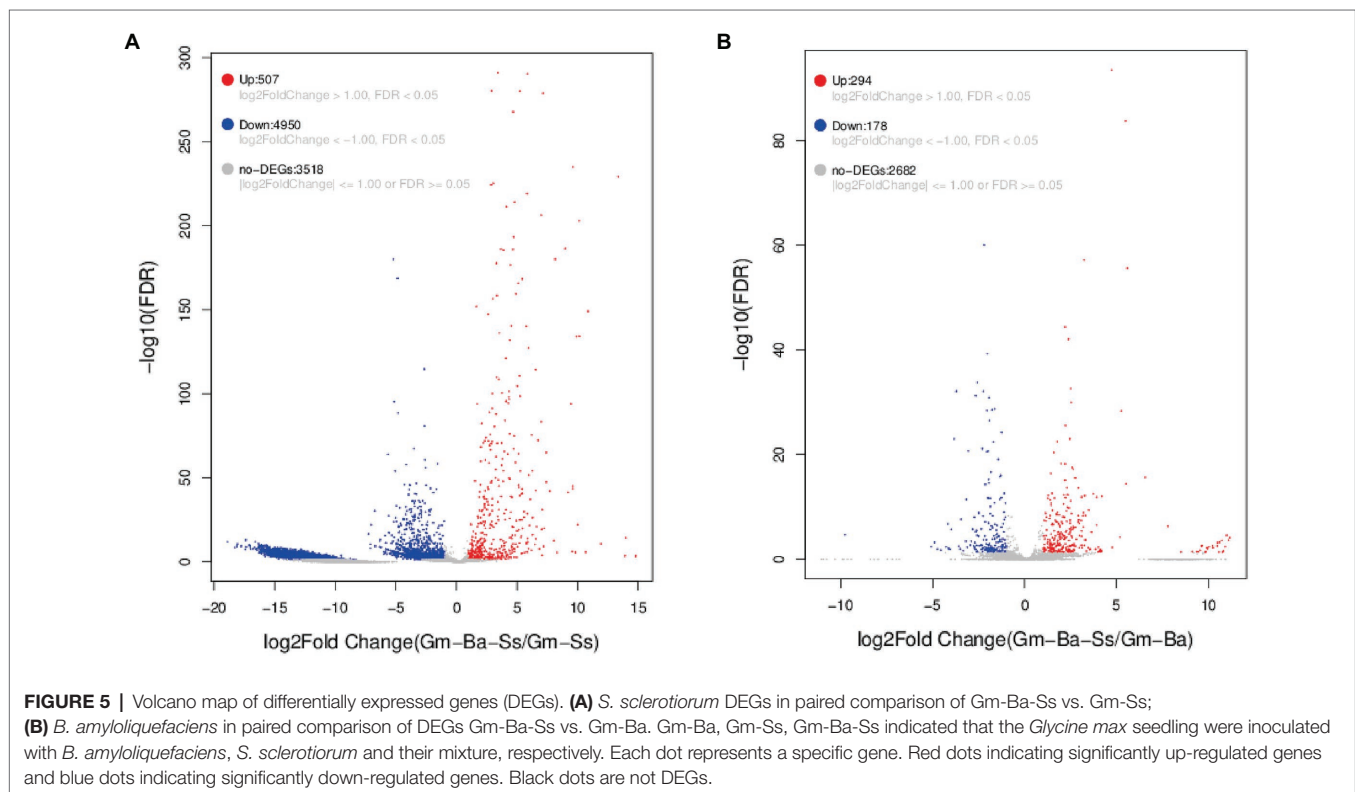 A
300
250
200
150
100
50
0
-log10(FDR)
Up:507
log2FoldChange > 1.00, FDR < 0.05
Down:4950
log2FoldChange < −1.00, FDR < 0.05
no−DEGs:3518
|log2FoldChange| <= 1.00 or FDR >= 0.05
−20 −15 −10 −5 0 5 10 15
log2Fold Change(Gm−Ba−Ss/Gm−Ss)
B
80
60
40
20
0
-log10(FDR)
Up:294
log2FoldChange > 1.00, FDR < 0.05
Down:178
log2FoldChange < −1.00, FDR < 0.05
no−DEGs:2682
|log2FoldChange| <= 1.00 or FDR >= 0.05
−10 −5 0 5 10
log2Fold Change(Gm−Ba−Ss/Gm−Ba)
FIGURE 5 | Volcano map of differentially expressed genes (DEGs). (A) S. sclerotiorum DEGs in paired comparison of Gm-Ba-Ss vs. Gm-Ss;
(B) B. amyloliquefaciens in paired comparison of DEGs Gm-Ba-Ss vs. Gm-Ba. Gm-Ba, Gm-Ss, Gm-Ba-Ss indicated that the Glycine max seedling were inoculated
with B. amyloliquefaciens, S. sclerotiorum and their mixture, respectively. Each dot represents a specific gene. Red dots indicating significantly up-regulated genes
and blue dots indicating significantly down-regulated genes. Black dots are not DEGs.